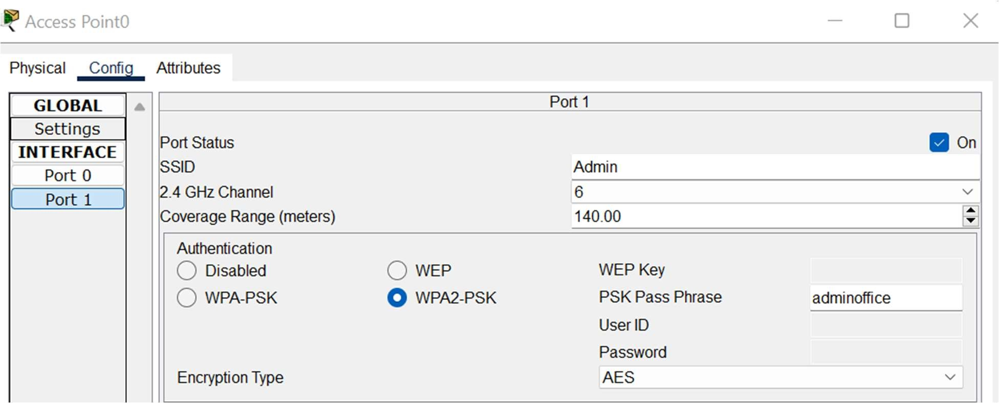 Access Point0
Physical Config Attributes
GLOBAL
Settings
INTERFACE
Port 0
Port 1
Port 1
Port Status On
SSID Admin
2.4 GHz Channel 6
Coverage Range (meters) 140.00
Authentication
Disabled WEP WEP Key
WPA-PSK WPA2-PSK PSK Pass Phrase adminoffice
User ID
Password
Encryption Type AES